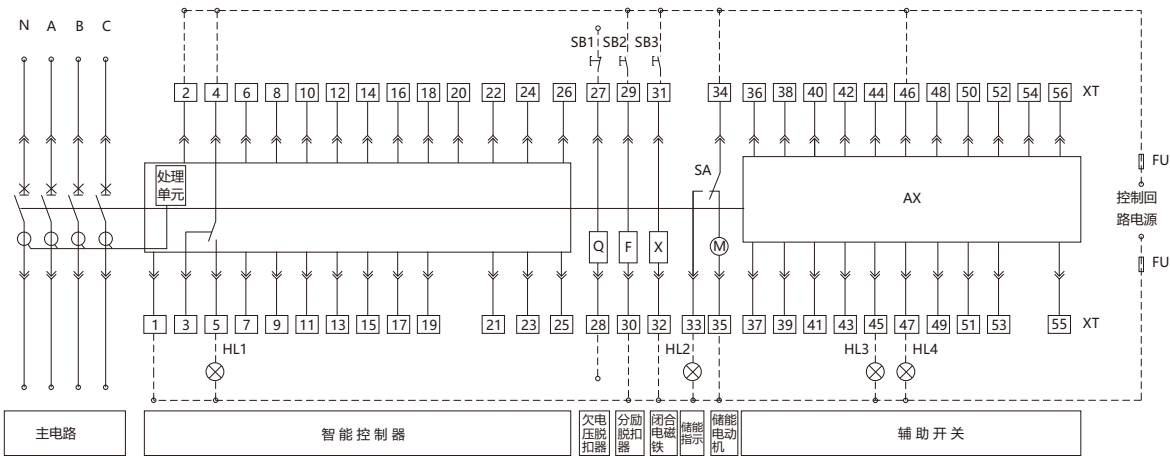 N A B C
SB1 SB2 SB3
2 4 6 8 10 12 14 16 18 20 22 24 26 27 29 31 34 36 38 40 42 44 46 48 50 52 54 56 XT
FU
处理
单元
SA
AX
控制回
路电源
Q F X M
FU
1 3 5 7 9 11 13 15 17 19 21 23 25 28 30 32 33 35 37 39 41 43 45 47 49 51 53 55 XT
HL1 HL2 HL3 HL4
主电路
智能控制器
欠电
压脱
扣器
分励
脱扣
器
闭合
电磁
铁
储能
指示
储能
电动
机
辅助开关